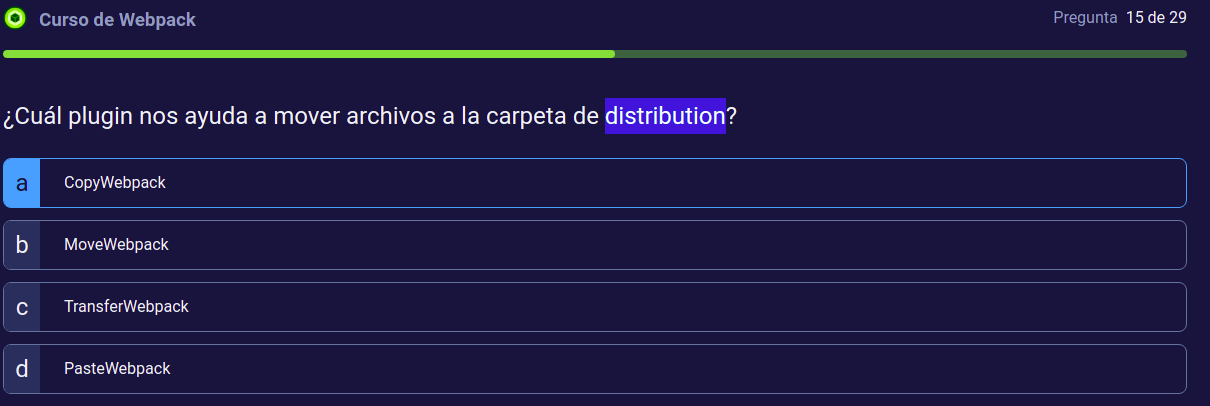 Curso de Webpack
Pregunta 15 de 29
¿Cuál plugin nos ayuda a mover archivos a la carpeta de distribution?
a CopyWebpack
b MoveWebpack
c TransferWebpack
d PasteWebpack